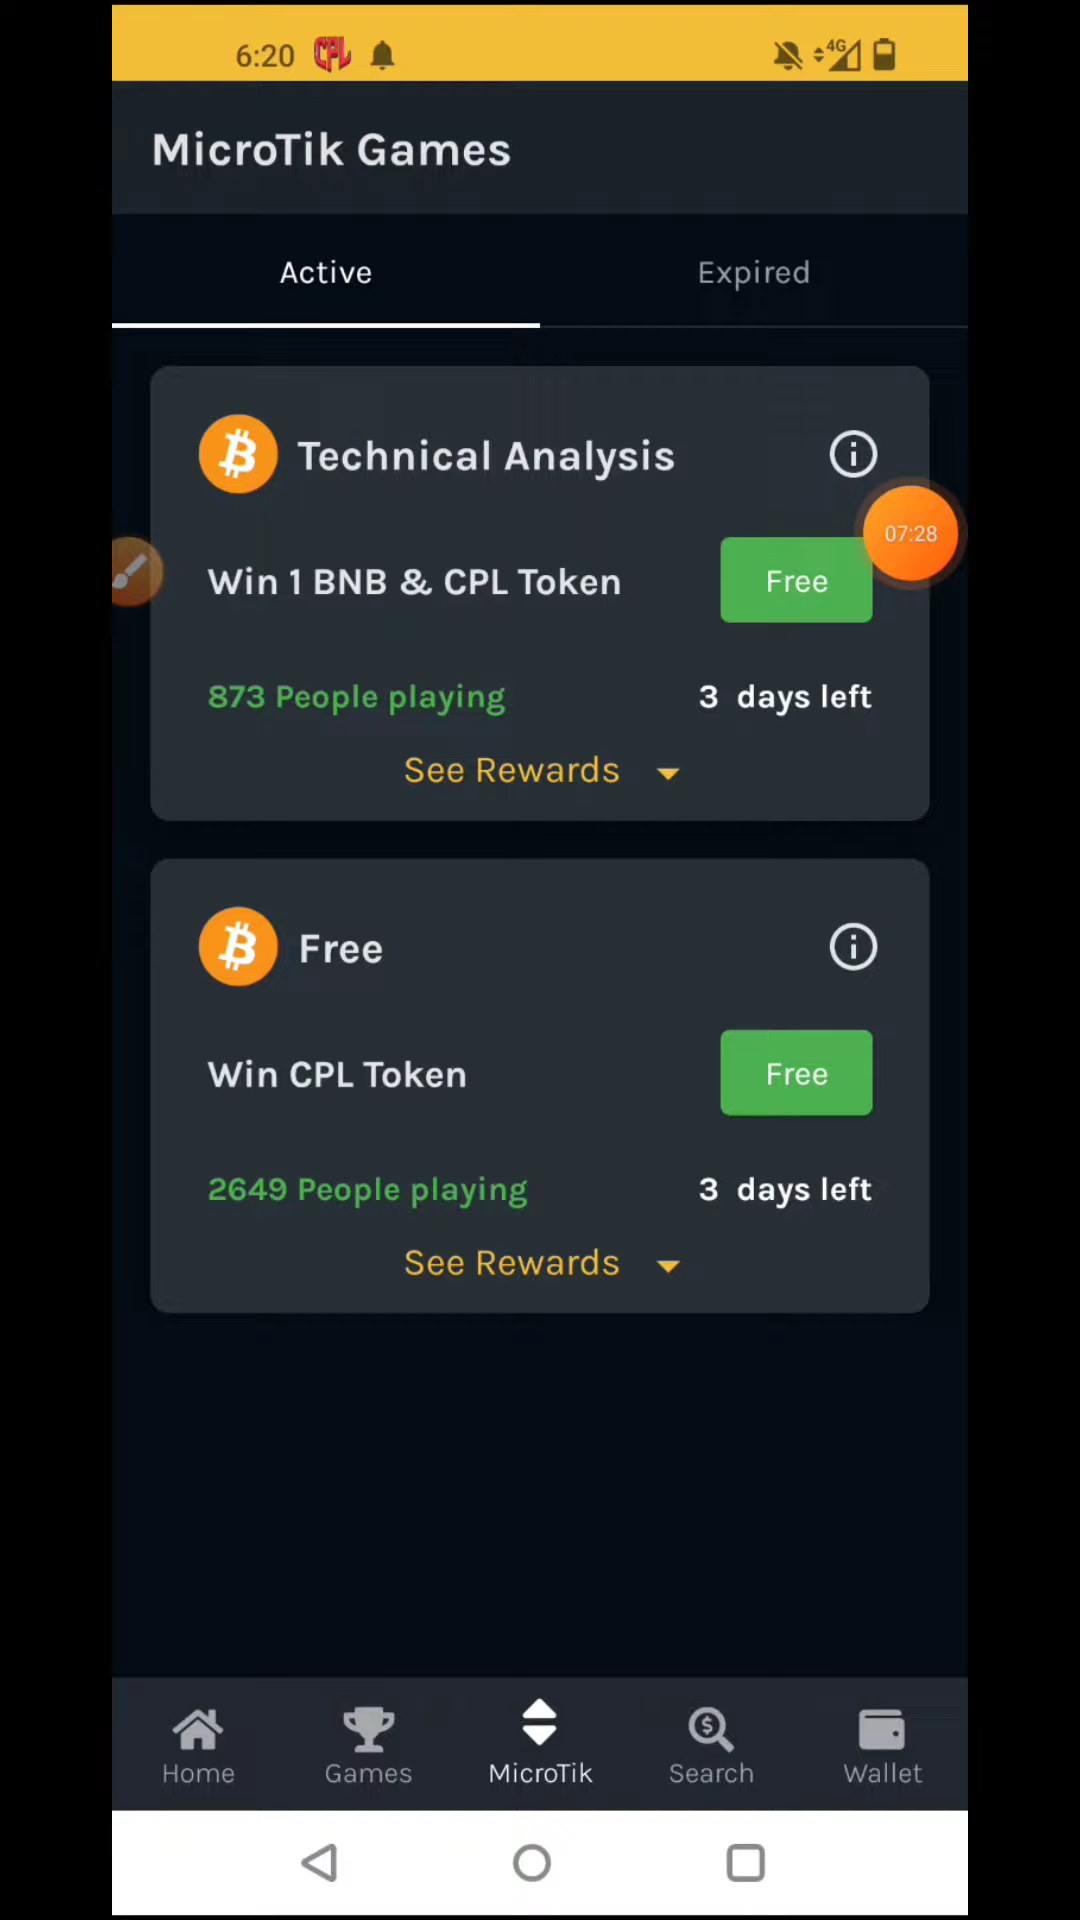 6:20 CPL 4G
MicroTik Games
Active Expired
Technical Analysis
07:28
Win 1 BNB & CPL Token Free
873 People playing 3 days left
See Rewards
Free
Win CPL Token Free
2649 People playing 3 days left
See Rewards
Home Games MicroTik Search Wallet